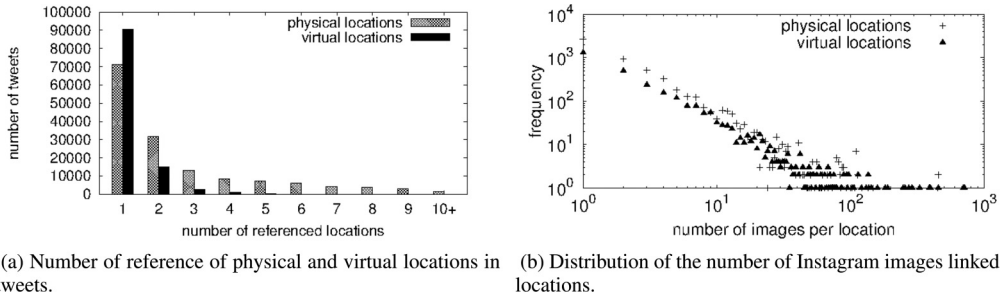 100000
90000
80000
70000
60000
50000
40000
30000
20000
10000
0
number of tweets
physical locations
virtual locations
1 2 3 4 5 6 7 8 9 10+
number of referenced locations
(a) Number of reference of physical and virtual locations in
weets.
10^4
10^3
10^2
10^1
10^0
frequency
physical locations
virtual locations
10^0 10^1 10^2 10^3
number of images per location
(b) Distribution of the number of Instagram images linked
locations.